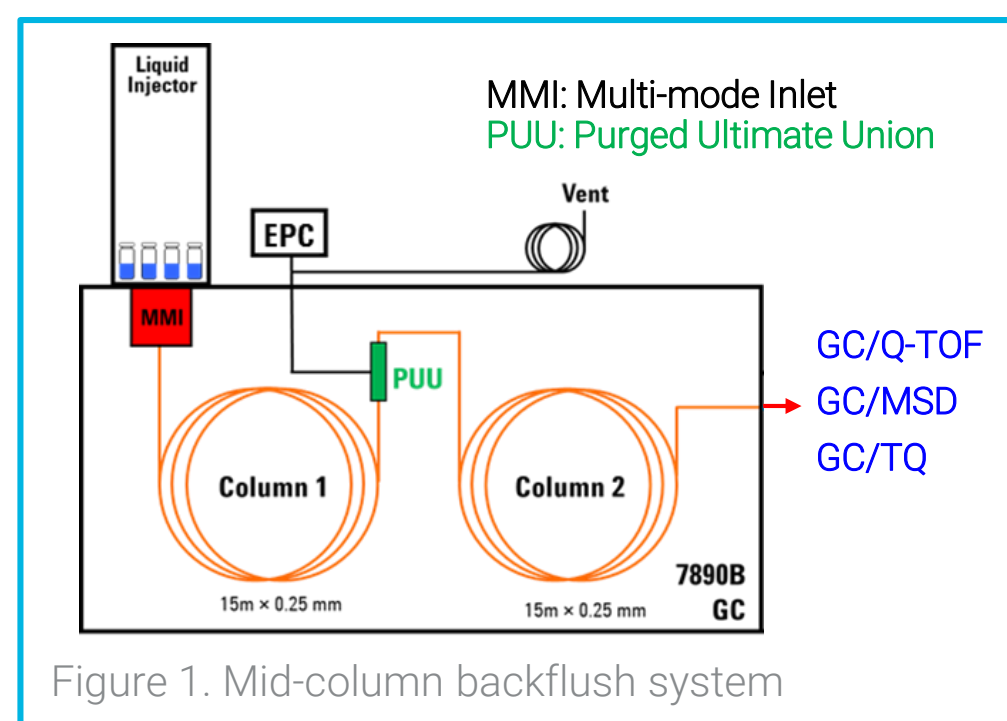 Liquid
Injector
MMI: Multi-mode Inlet
PUU: Purged Ultimate Union
Vent
EPC
MMI
PUU
GC/Q-TOF
GC/MSD
GC/TQ
Column 1
Column 2
15m × 0.25 mm
15m × 0.25 mm
7890B
GC
Figure 1. Mid-column backflush system